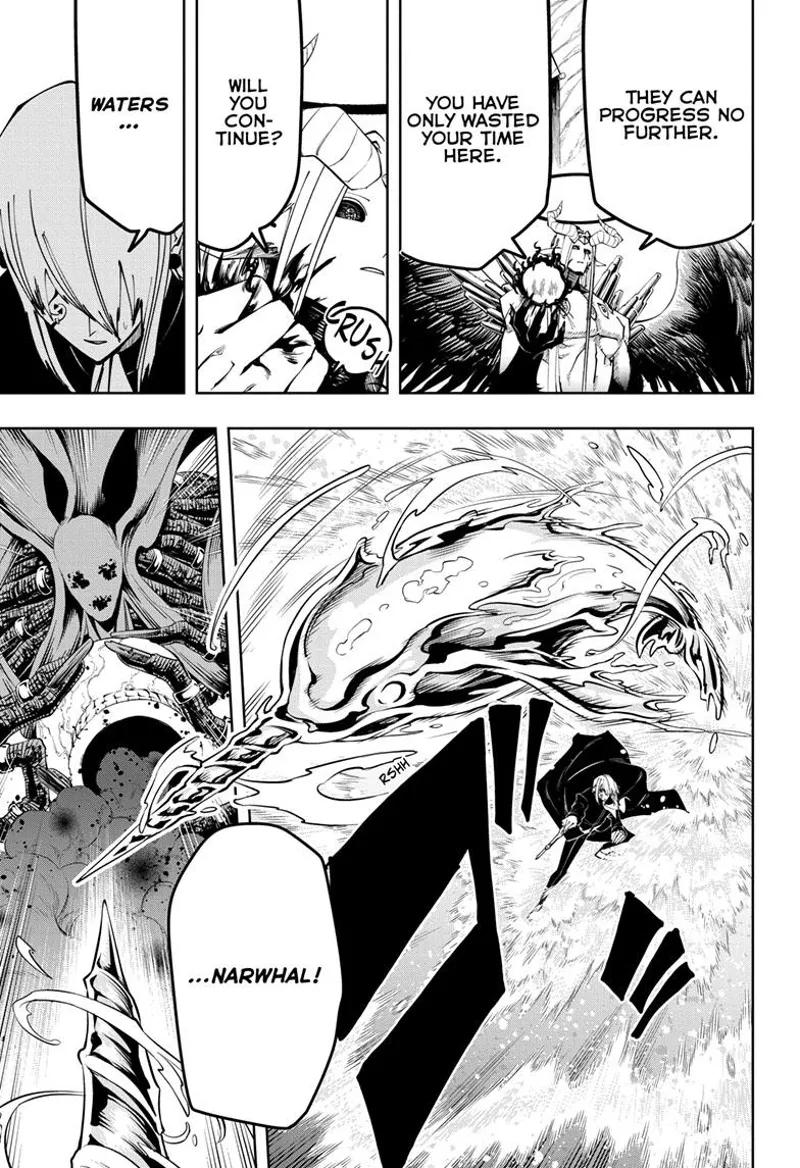 THEY CAN
PROGRESS NO
FURTHER.
YOU HAVE
ONLY WASTED
YOUR TIME
HERE.
WILL
YOU
CON-
TINUE?
CRUSH
WATERS
...
RSHH
...NARWHAL!